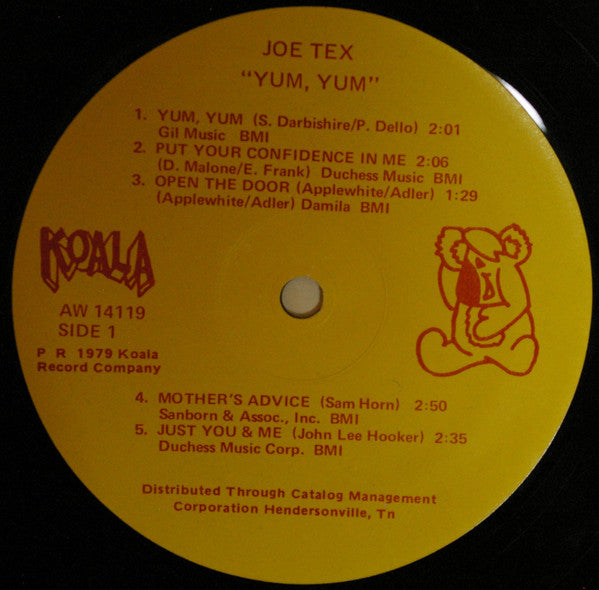 JOE TEX
"YUM, YUM"
1. YUM, YUM (S. Darbishire/P. Dello) 2:01
Gil Music BMI
2. PUT YOUR CONFIDENCE IN ME 2:06
(D. Malone/E. Frank) Duchess Music BMI
3. OPEN THE DOOR (Applewhite/Adler) 1:29
(Applewhite/Adler) Damila BMI
KOALA
AW 14119
SIDE 1
P R 1979 Koala
Record Company
4. MOTHER'S ADVICE (Sam Horn) 2:50
Sanborn & Assoc., Inc. BMI
5. JUST YOU & ME (John Lee Hooker) 2:35
Duchess Music Corp. BMI
Distributed Through Catalog Management
Corporation Hendersonville, Tn